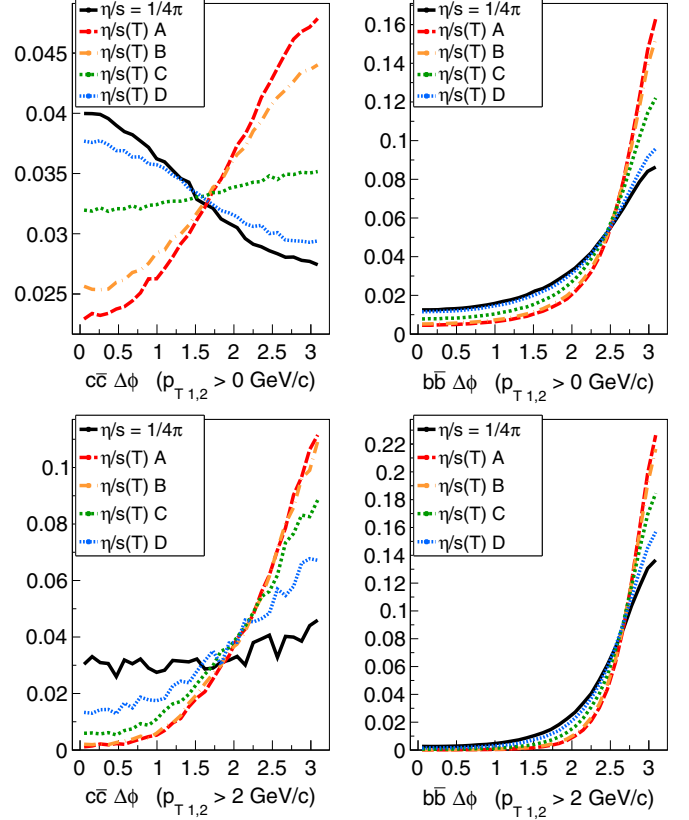 η/s = 1/4π
η/s(T) A
η/s(T) B
η/s(T) C
η/s(T) D
0.045
0.04
0.035
0.03
0.025
0 0.5 1 1.5 2 2.5 3
cc̄ Δϕ (p_T 1,2 > 0 GeV/c)
η/s = 1/4π
η/s(T) A
η/s(T) B
η/s(T) C
η/s(T) D
0.16
0.14
0.12
0.1
0.08
0.06
0.04
0.02
0
0 0.5 1 1.5 2 2.5 3
bb̄ Δϕ (p_T 1,2 > 0 GeV/c)
η/s = 1/4π
η/s(T) A
η/s(T) B
η/s(T) C
η/s(T) D
0.1
0.08
0.06
0.04
0.02
0
0 0.5 1 1.5 2 2.5 3
cc̄ Δϕ (p_T 1,2 > 2 GeV/c)
η/s = 1/4π
η/s(T) A
η/s(T) B
η/s(T) C
η/s(T) D
0.22
0.2
0.18
0.16
0.14
0.12
0.1
0.08
0.06
0.04
0.02
0
0 0.5 1 1.5 2 2.5 3
bb̄ Δϕ (p_T 1,2 > 2 GeV/c)